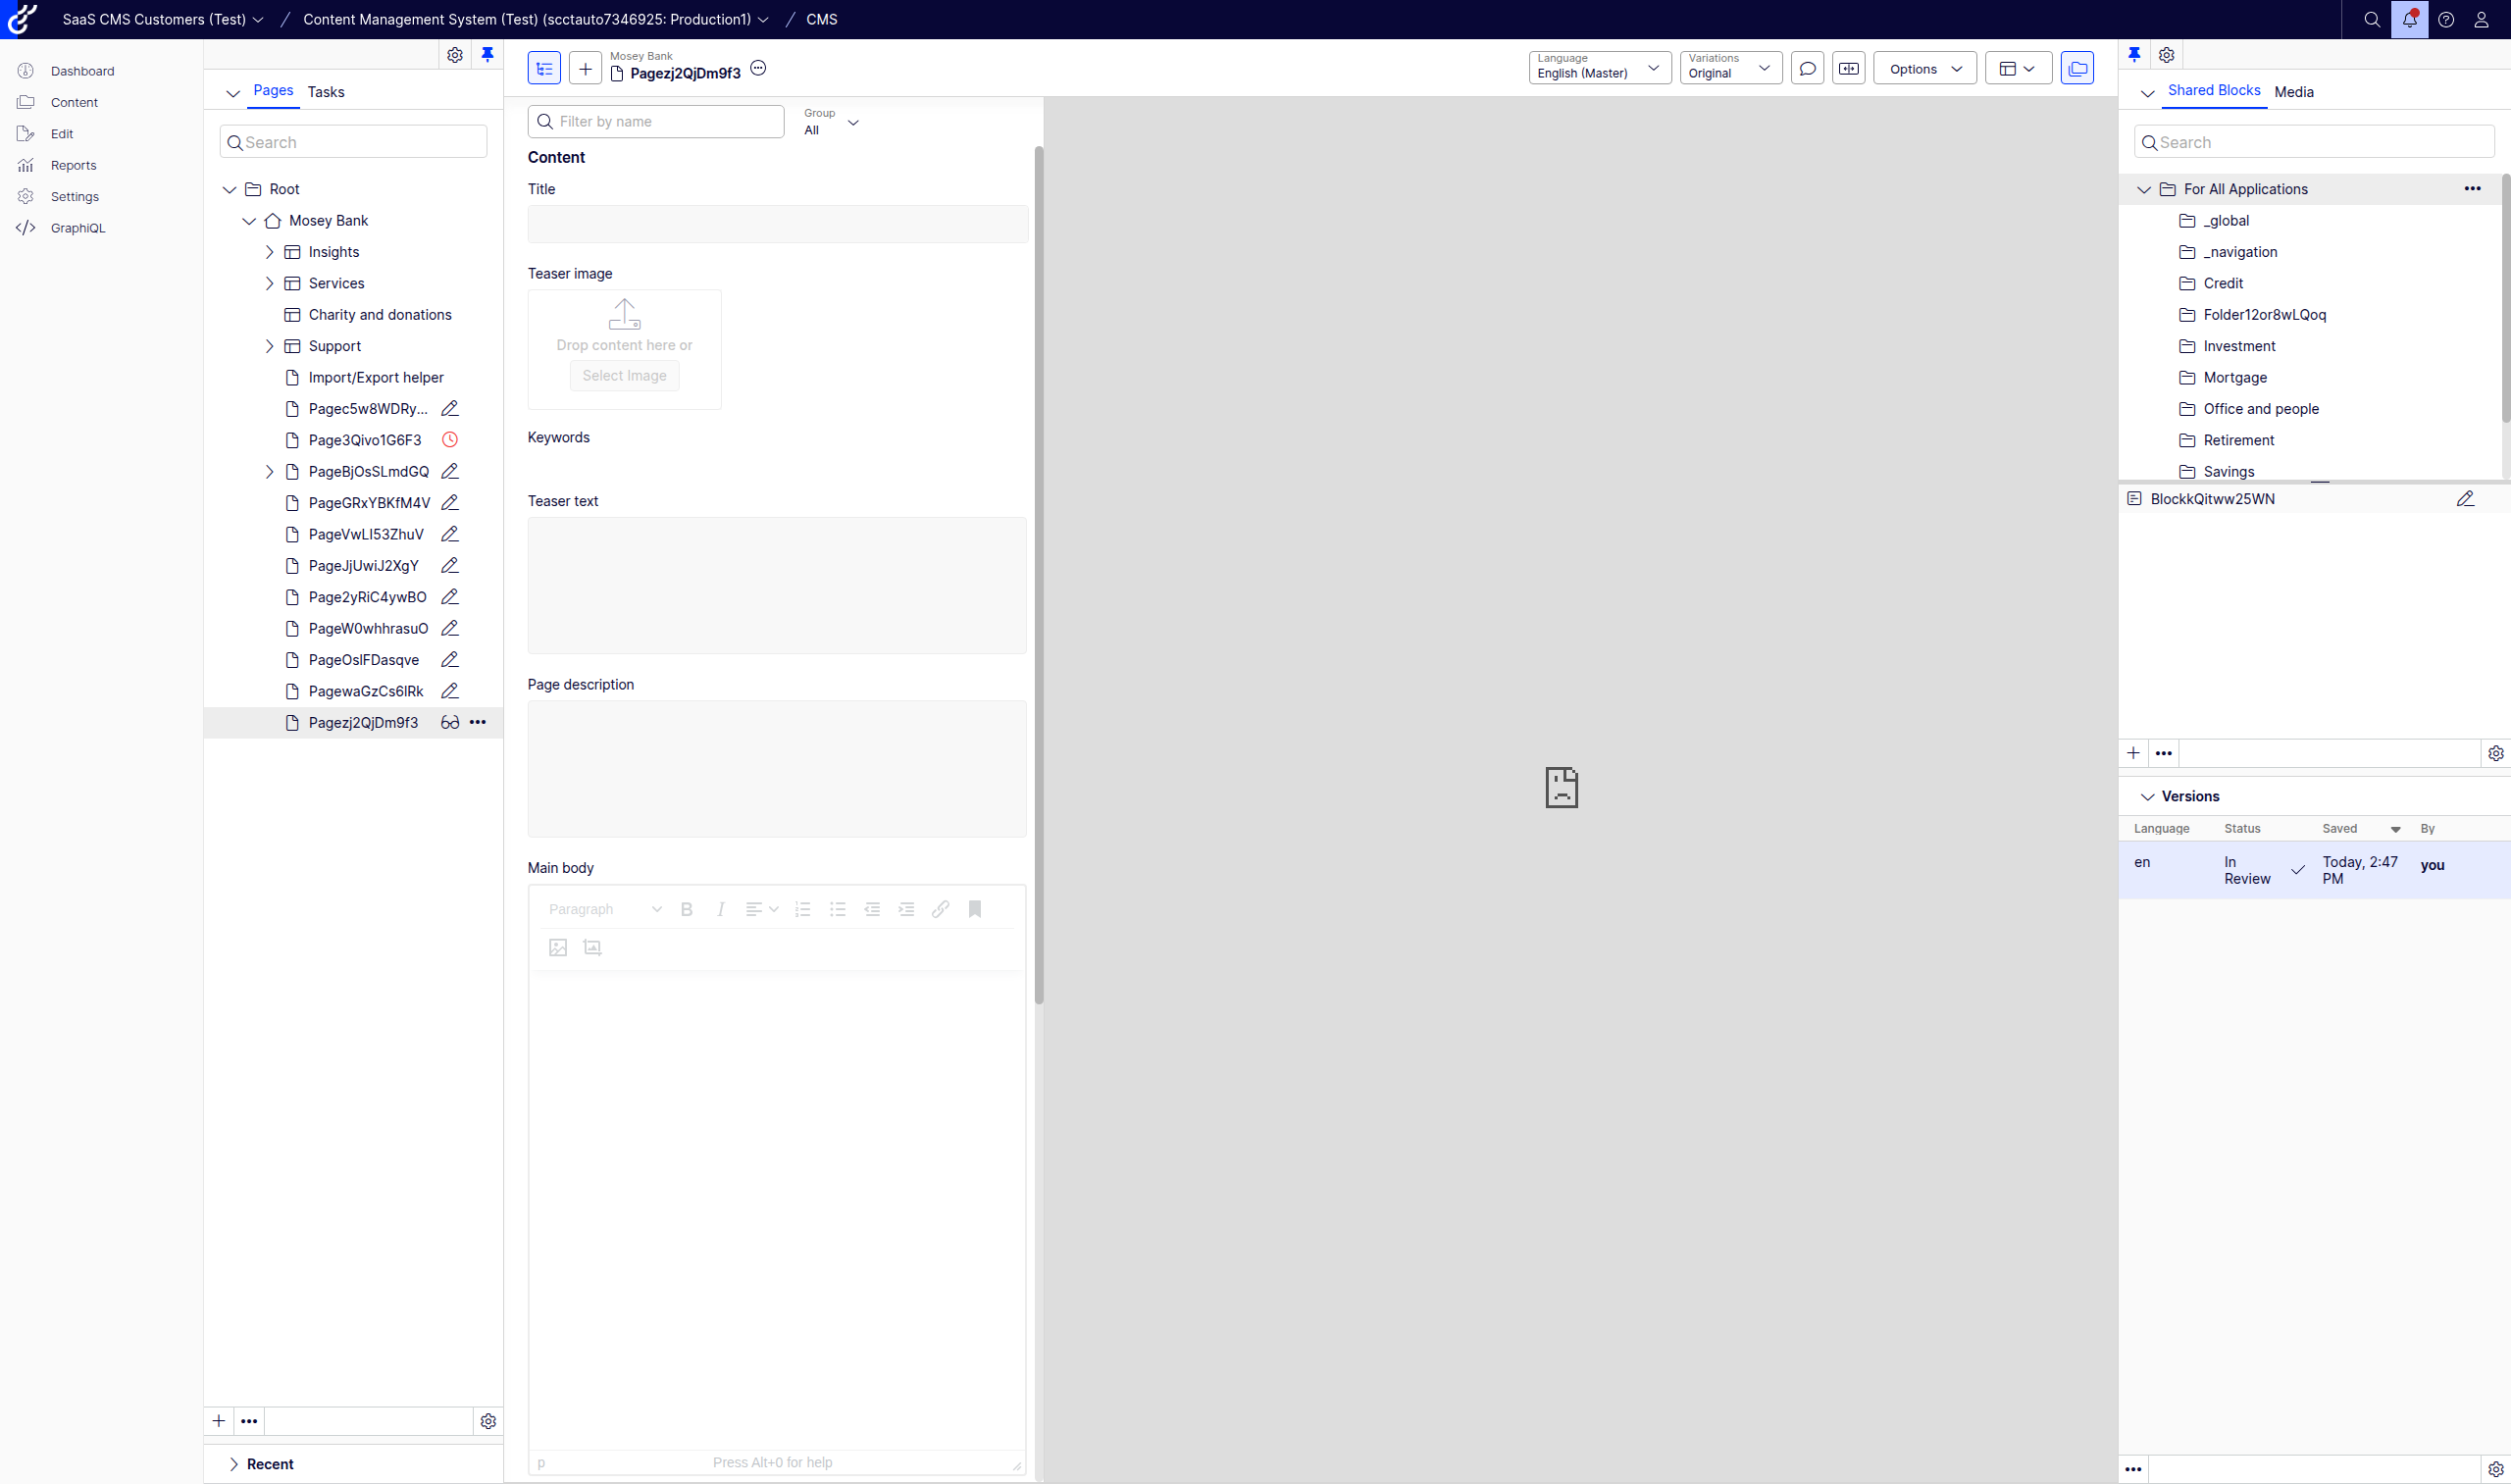 SaaS CMS Customers (Test) / Content Management System (Test) (scctauto7346925: Production1) / CMS
Dashboard
Content
Edit
Reports
Settings
GraphiQL
Pages Tasks
Search
Root
Mosey Bank
Insights
Services
Charity and donations
Support
Import/Export helper
Pagec5w8WDRy...
Page3Qivo1G6F3
PageBjOsSLmdGQ
PageGRxYBKfM4V
PageVwLI53ZhuV
PageJjUwiJ2XgY
Page2yRiC4ywBO
PageW0whhrasuO
PageOsIFDasqve
PagewaGzCs6IRk
Pagezj2QjDm9f3
Recent
Mosey Bank
Pagezj2QjDm9f3
Language
English (Master)
Variations
Original
Options
Filter by name
Group
All
Content
Title
Teaser image
Drop content here or
Select Image
Keywords
Teaser text
Page description
Main body
Paragraph
p
Press Alt+0 for help
Shared Blocks Media
Search
For All Applications
_global
_navigation
Credit
Folder12or8wLQoq
Investment
Mortgage
Office and people
Retirement
Savings
BlockkQitww25WN
Versions
Language Status Saved By
en In Review Today, 2:47 PM you